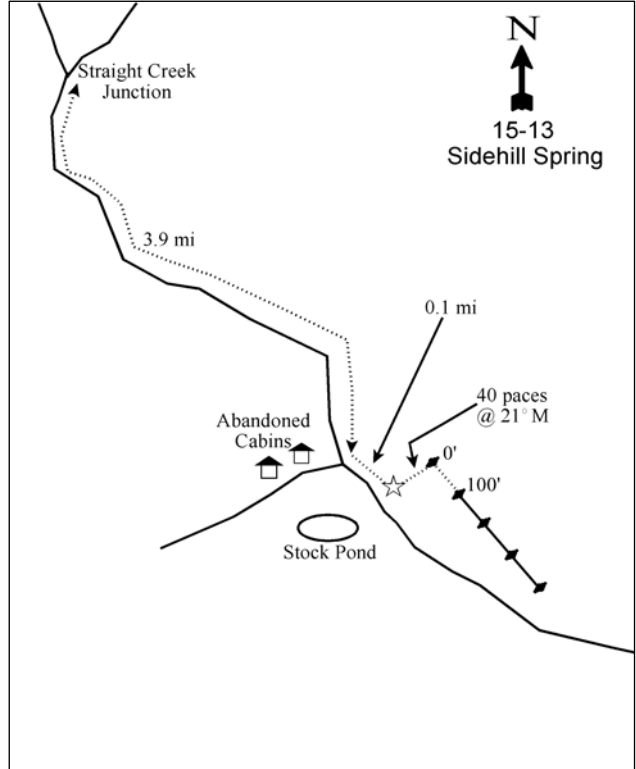 N
15-13
Sidehill Spring
Straight Creek
Junction
3.9 mi
0.1 mi
40 paces
@ 21° M
Abandoned
Cabins
0'
100'
Stock Pond